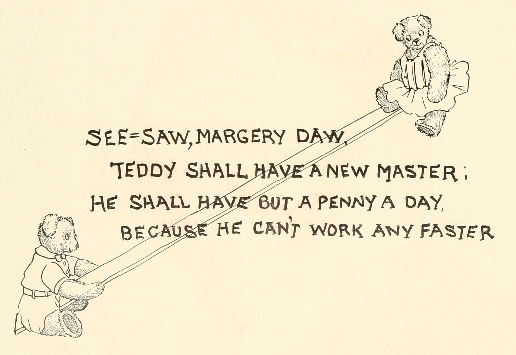 SEE=SAW, MARGERY DAW,
TEDDY SHALL HAVE A NEW MASTER;
HE SHALL HAVE BUT A PENNY A DAY,
BECAUSE HE CAN'T WORK ANY FASTER